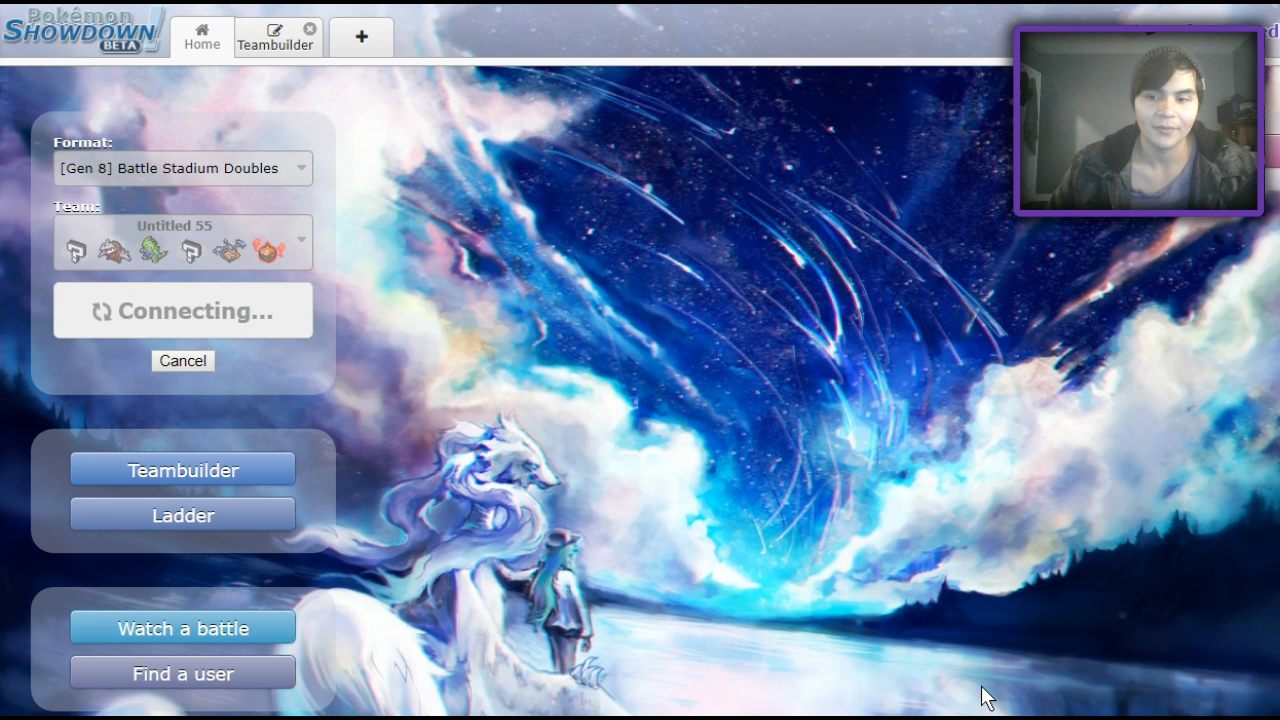 Pokémon
SHOWDOWN!
BETA
Home
Teambuilder
Format:
[Gen 8] Battle Stadium Doubles
Team:
Untitled 55
Connecting...
Cancel
Teambuilder
Ladder
Watch a battle
Find a user